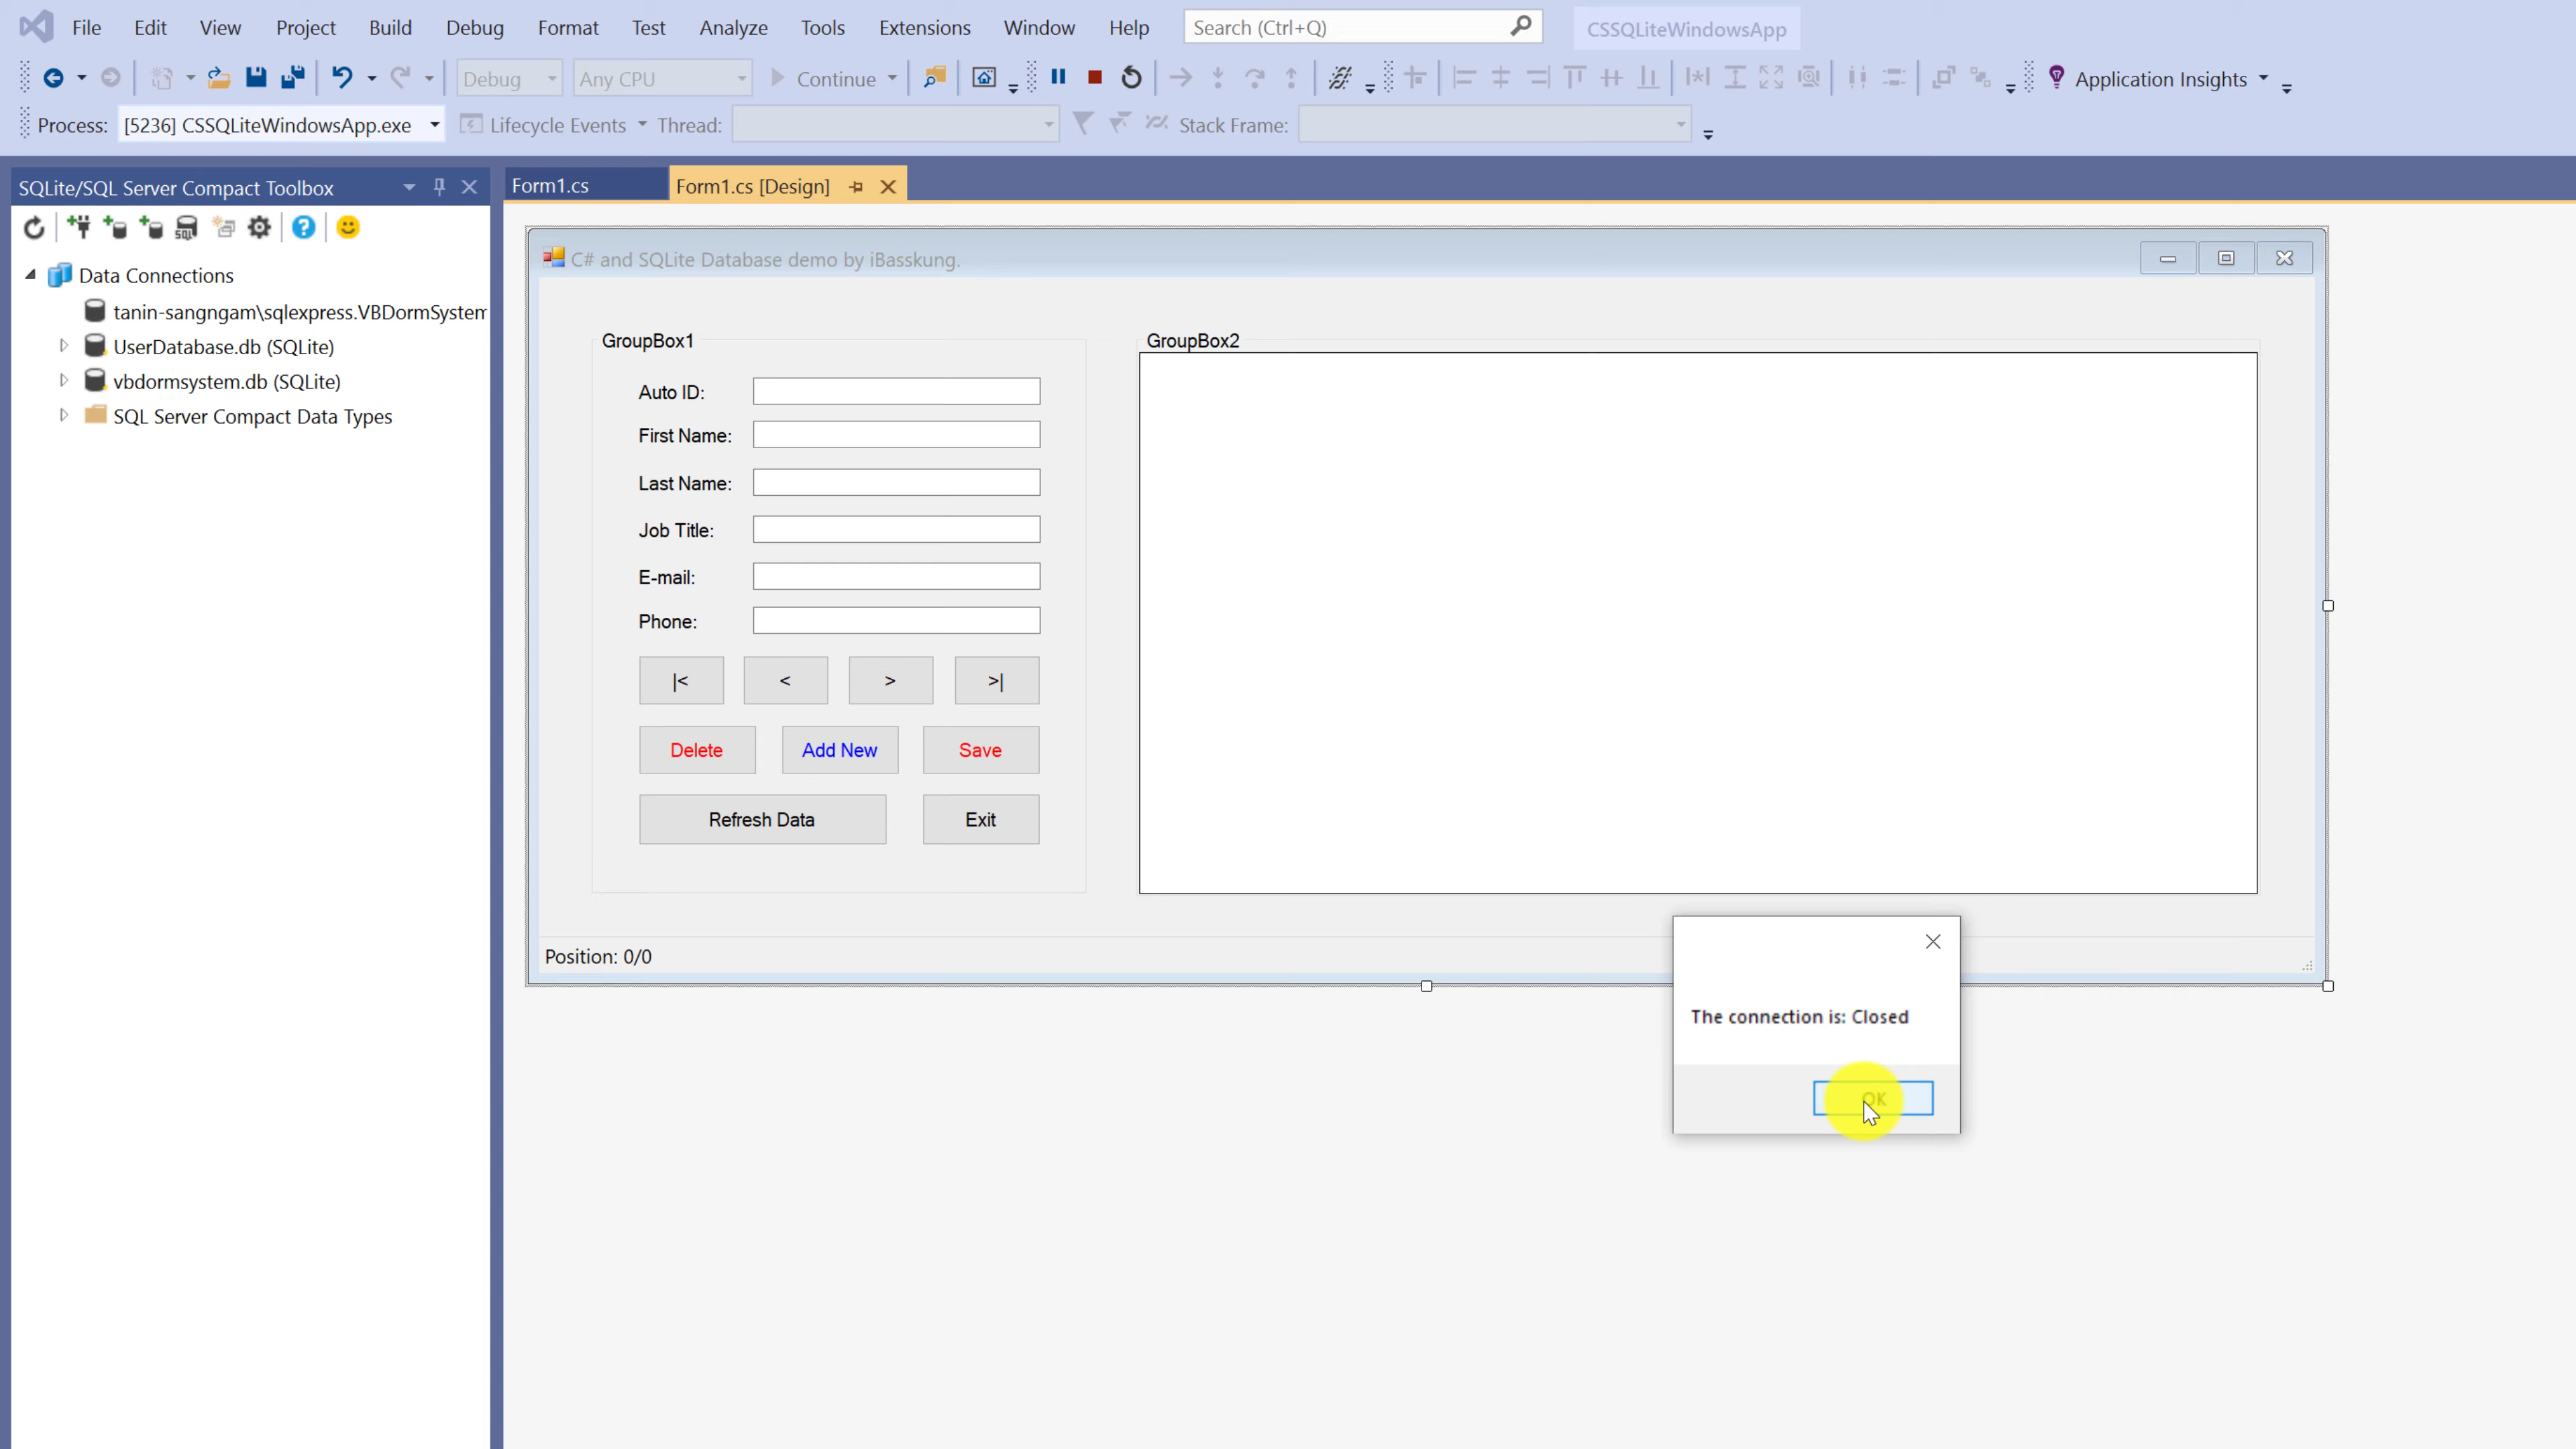 File Edit View Project Build Debug Format Test Analyze Tools Extensions Window Help Search (Ctrl+Q) CSSQLiteWindowsApp
Debug Any CPU Continue Application Insights
Process: [5236] CSSQLiteWindowsApp.exe Lifecycle Events Thread: Stack Frame:
SQLite/SQL Server Compact Toolbox
Form1.cs Form1.cs [Design]
SQL
Data Connections
tanin-sangngam\sqlexpress.VBDormSystem
UserDatabase.db (SQLite)
vbdormsystem.db (SQLite)
SQL Server Compact Data Types
C# and SQLite Database demo by iBasskung.
GroupBox1
Auto ID:
First Name:
Last Name:
Job Title:
E-mail:
Phone:
|< < > >|
Delete Add New Save
Refresh Data Exit
GroupBox2
Position: 0/0
The connection is: Closed
OK